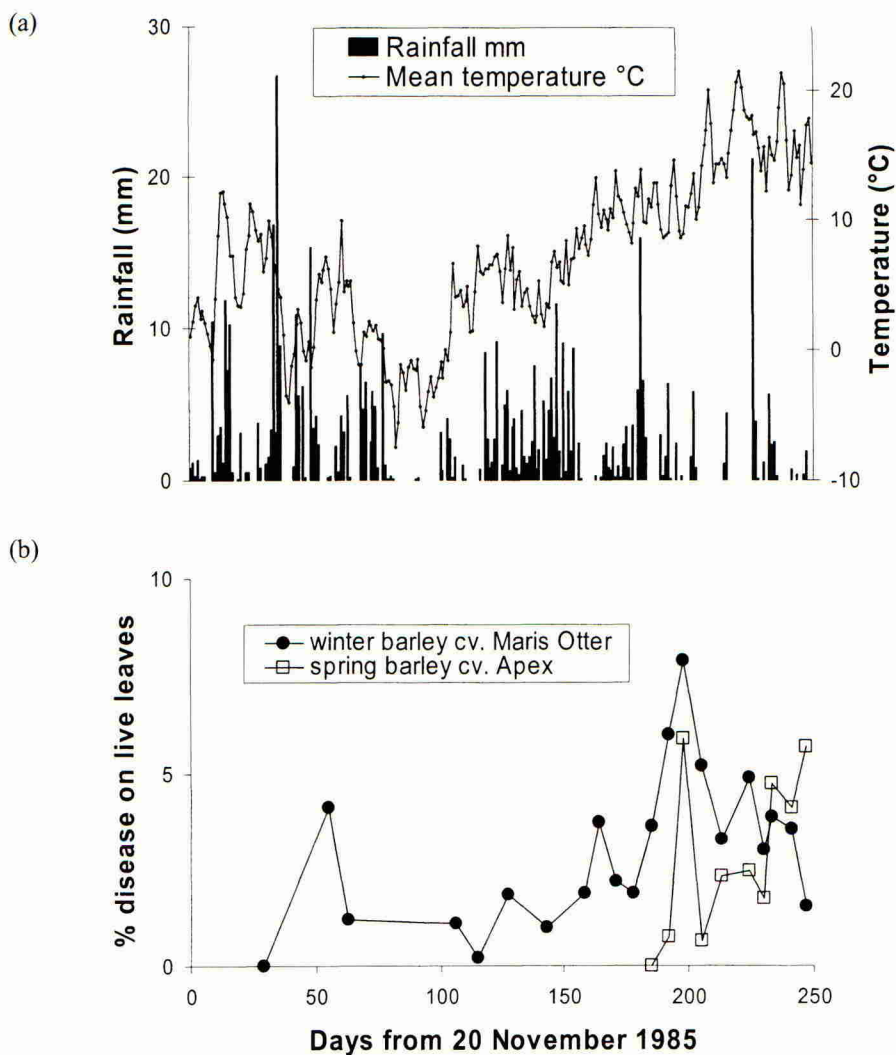 (a)
30
20
10
0
Rainfall (mm)
Rainfall mm
Mean temperature °C
20
10
0
-10
Temperature (°C)
(b)
10
5
0
% disease on live leaves
winter barley cv. Maris Otter
spring barley cv. Apex
0 50 100 150 200 250
Days from 20 November 1985